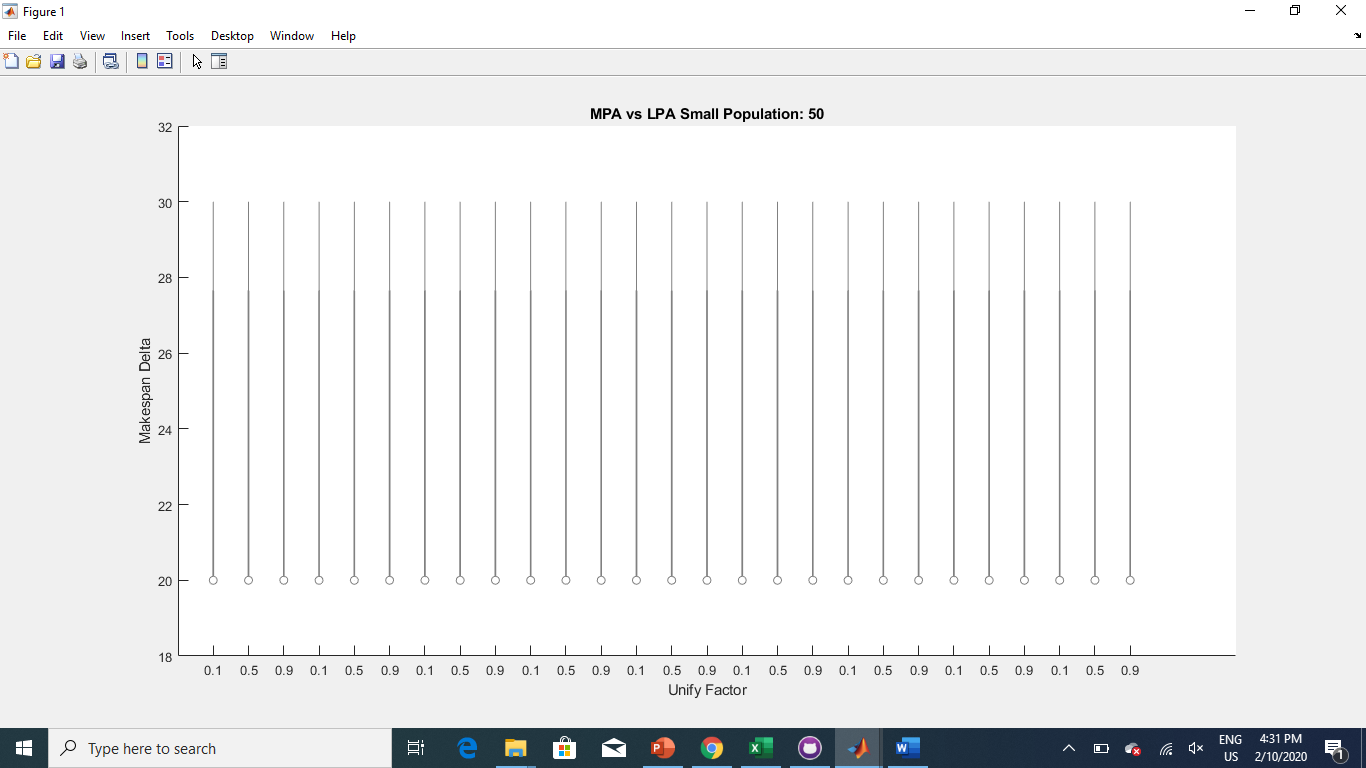 Figure 1
File Edit View Insert Tools Desktop Window Help
MPA vs LPA Small Population: 50
32
30
28
26
24
22
20
18
Makespan Delta
0.1 0.5 0.9 0.1 0.5 0.9 0.1 0.5 0.9 0.1 0.5 0.9 0.1 0.5 0.9 0.1 0.5 0.9 0.1 0.5 0.9 0.1 0.5 0.9 0.1 0.5 0.9
Unify Factor
Type here to search
ENG 4:31 PM
US 2/10/2020
1